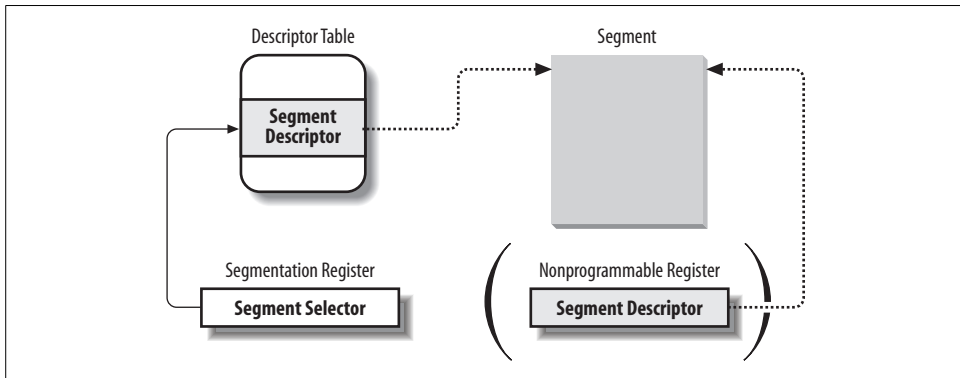 Descriptor Table
Segment
Segment
Descriptor
Segmentation Register
Segment Selector
Nonprogrammable Register
Segment Descriptor